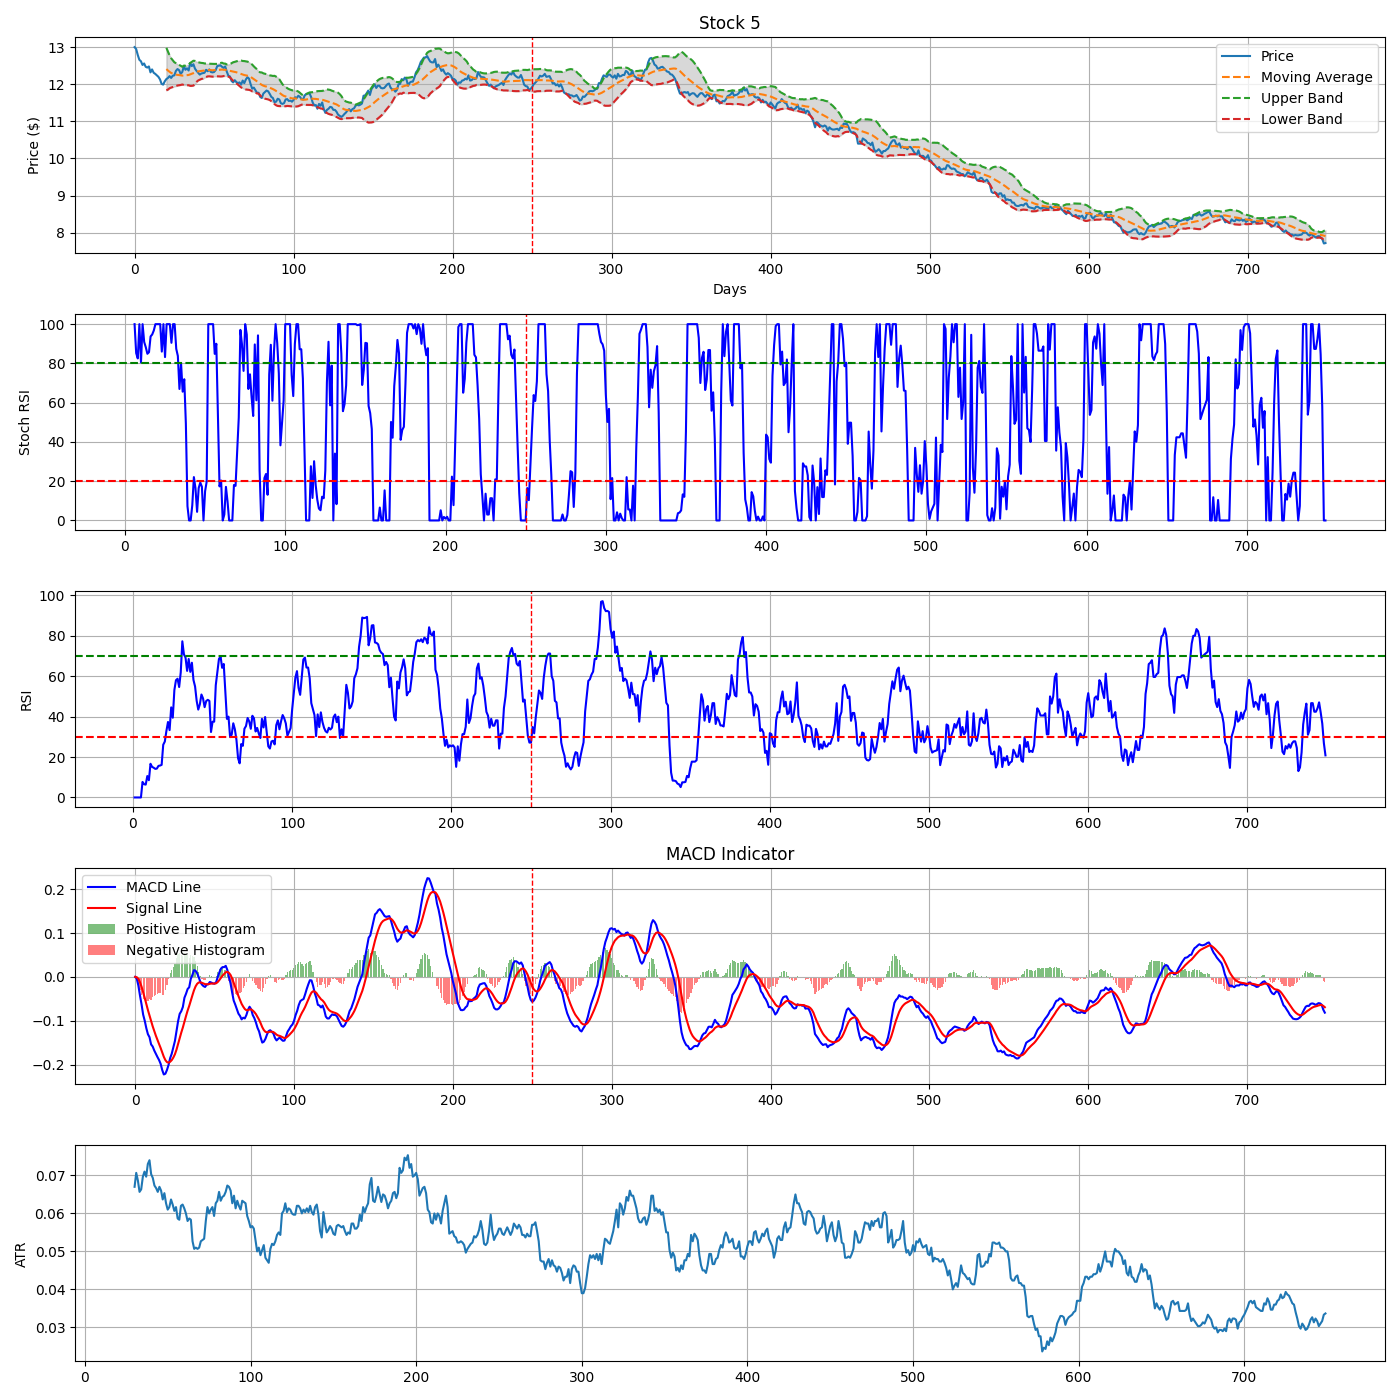 Stock 5
Price ($)
13
12
11
10
9
8
Price
Moving Average
Upper Band
Lower Band
0 100 200 300 400 500 600 700
Days
Stoch RSI
100
80
60
40
20
0
0 100 200 300 400 500 600 700
RSI
100
80
60
40
20
0
0 100 200 300 400 500 600 700
MACD Indicator
0.2
0.1
0.0
−0.1
−0.2
MACD Line
Signal Line
Positive Histogram
Negative Histogram
0 100 200 300 400 500 600 700
ATR
0.07
0.06
0.05
0.04
0.03
0 100 200 300 400 500 600 700